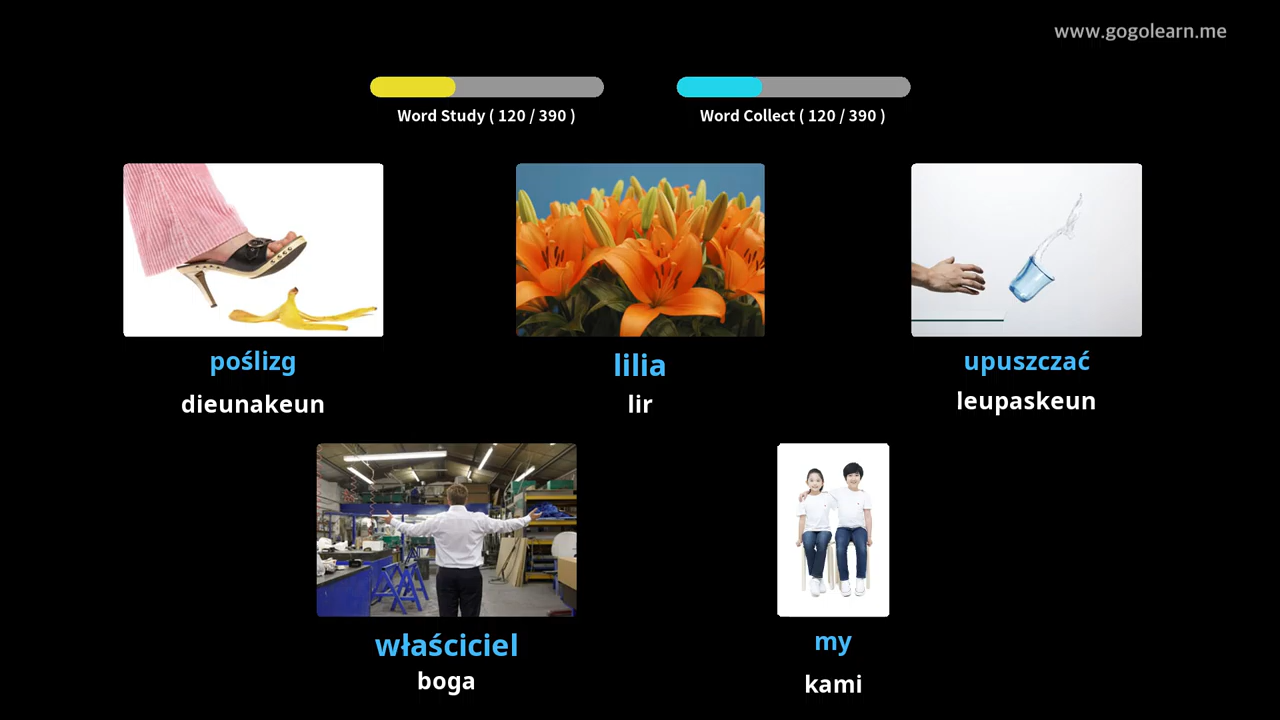 www.gogolearn.me
Word Study ( 120 / 390 )
Word Collect ( 120 / 390 )
poślizg
dieunakeun
lilia
lir
upuszczać
leupaskeun
właściciel
boga
my
kami